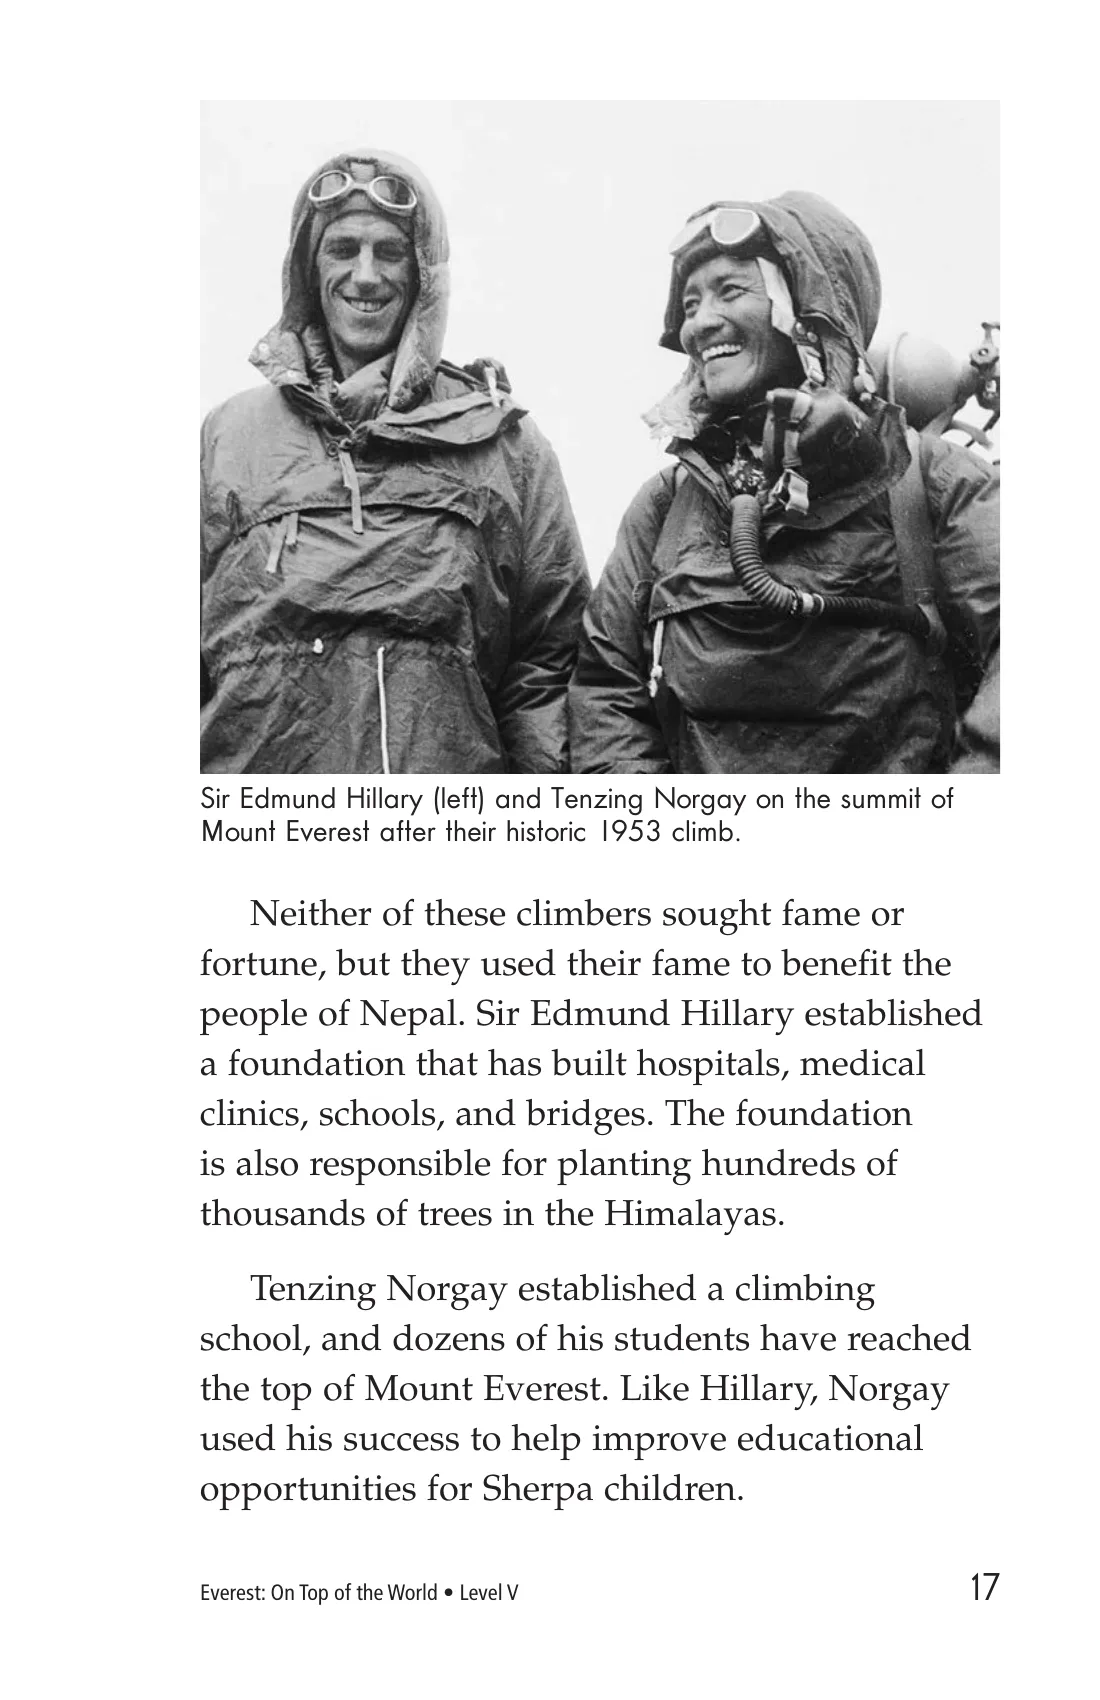 Sir Edmund Hillary (left) and Tenzing Norgay on the summit of
Mount Everest after their historic 1953 climb.
Neither of these climbers sought fame or
fortune, but they used their fame to benefit the
people of Nepal. Sir Edmund Hillary established
a foundation that has built hospitals, medical
clinics, schools, and bridges. The foundation
is also responsible for planting hundreds of
thousands of trees in the Himalayas.
Tenzing Norgay established a climbing
school, and dozens of his students have reached
the top of Mount Everest. Like Hillary, Norgay
used his success to help improve educational
opportunities for Sherpa children.
Everest: On Top of the World • Level V 17